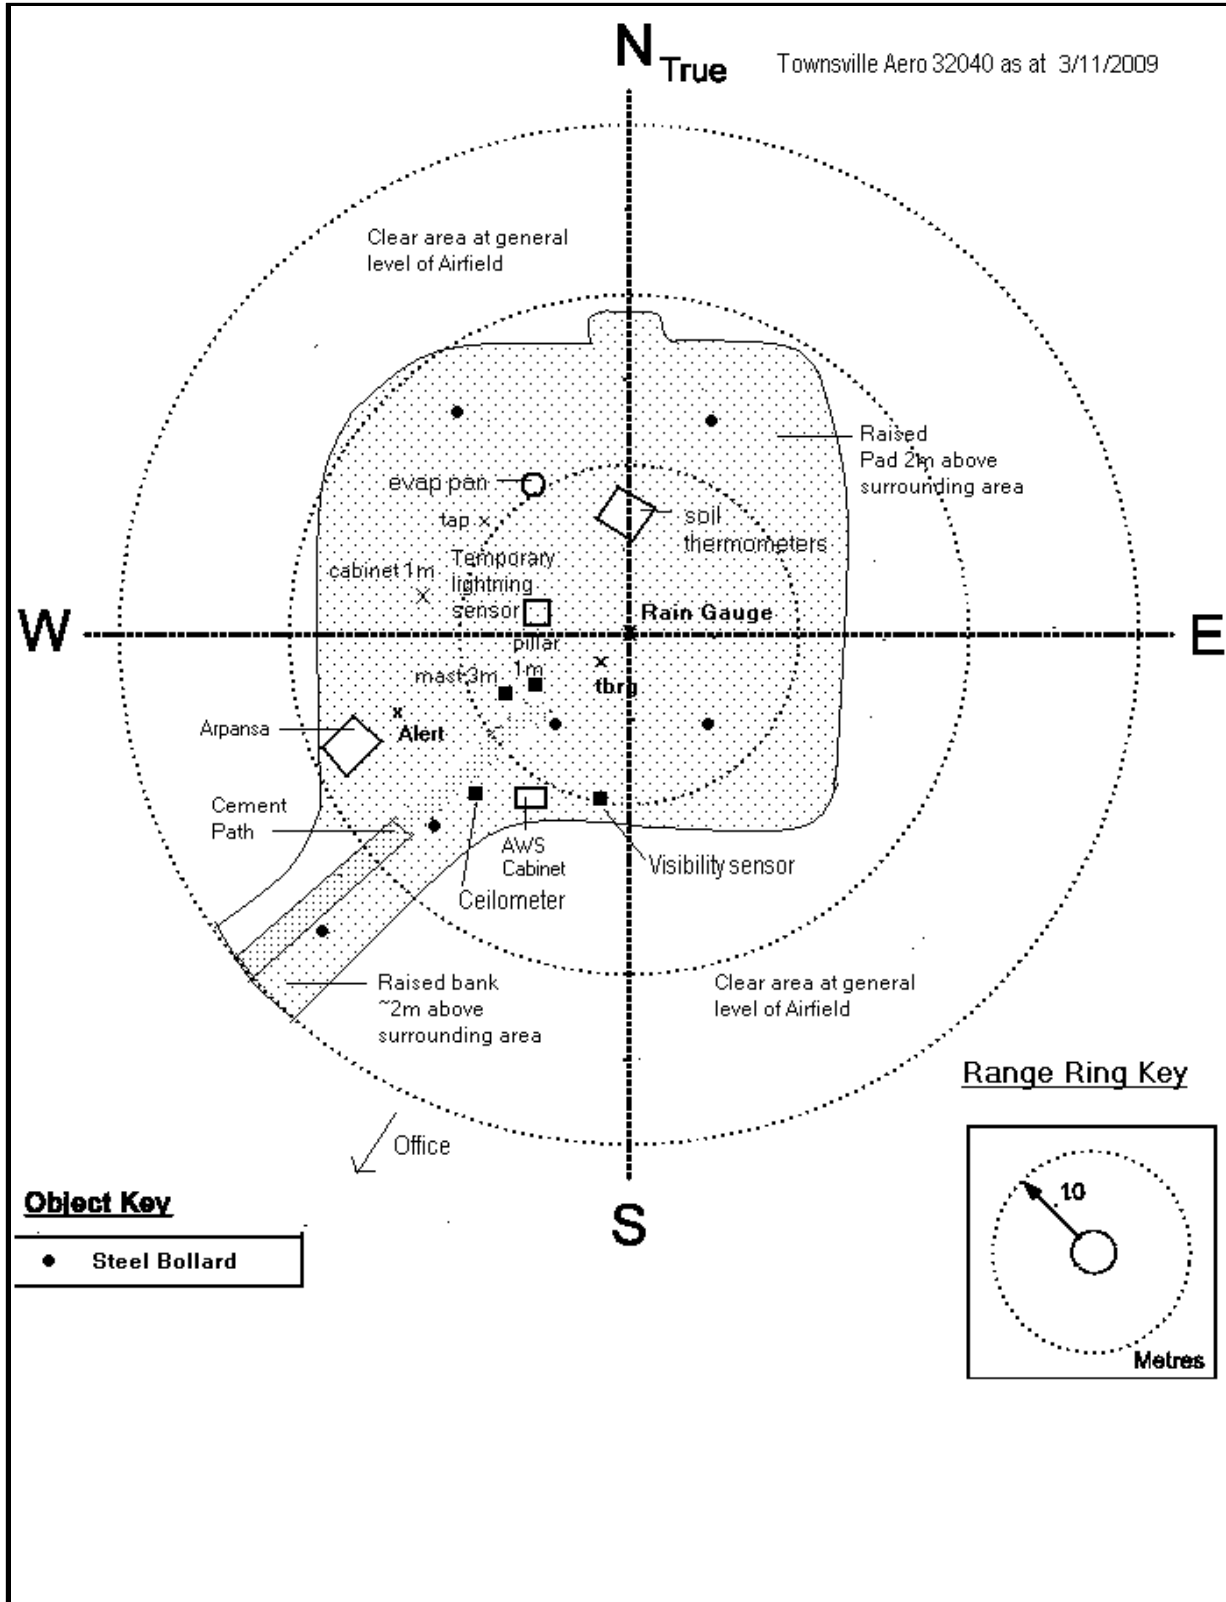 N True
Townsville Aero 32040 as at 3/11/2009
Clear area at general
level of Airfield
Raised
Pad 2m above
surrounding area
evap pan
tap
soil
thermometers
cabinet 1m
Temporary
lightning
sensor
Rain Gauge
W
E
pillar
1m
mast 3m
tbrg
Alert
Arpansa
Cement
Path
AWS
Cabinet
Visibility sensor
Ceilometer
Raised bank
~2m above
surrounding area
Clear area at general
level of Airfield
Range Ring Key
10
Metres
Office
S
Object Key
Steel Bollard